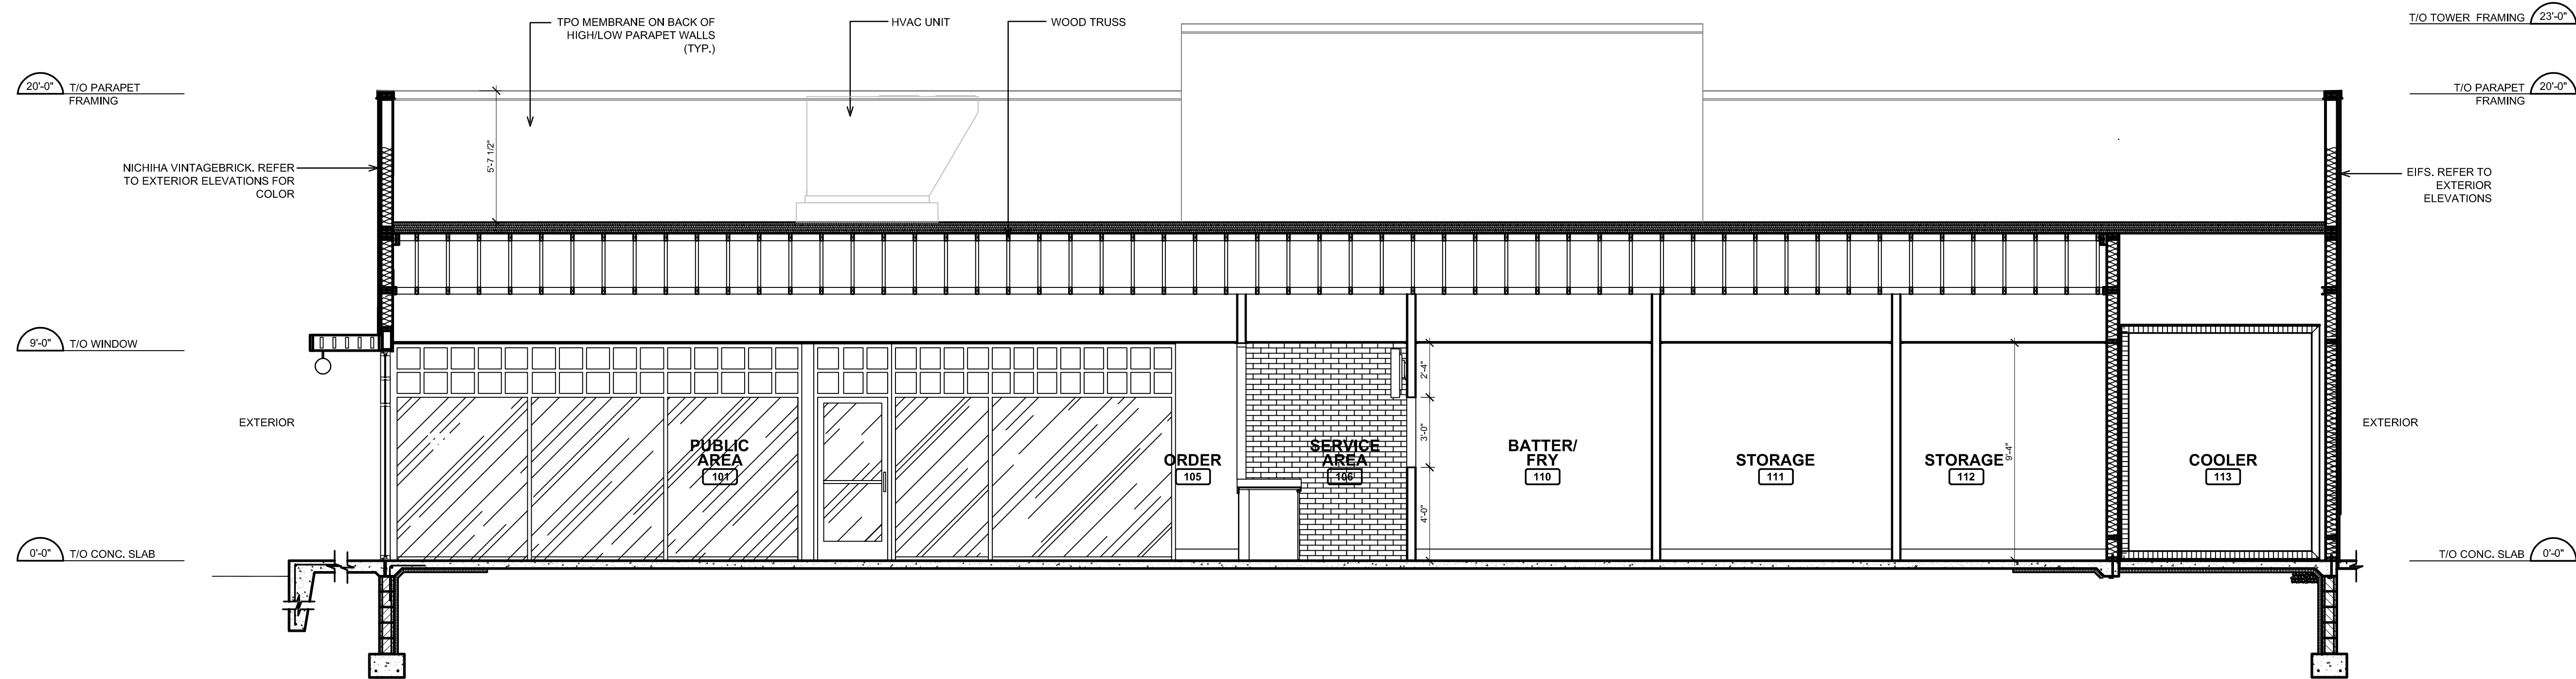 TPO MEMBRANE ON BACK OF
HIGH/LOW PARAPET WALLS
(TYP.)
HVAC UNIT
WOOD TRUSS
T/O TOWER FRAMING 23'-0"
20'-0" T/O PARAPET
FRAMING
T/O PARAPET 20'-0"
FRAMING
5'-7 1/2"
NICHIHA VINTAGEBRICK. REFER
TO EXTERIOR ELEVATIONS FOR
COLOR
EIFS. REFER TO
EXTERIOR
ELEVATIONS
9'-0" T/O WINDOW
2'-4"
3'-0"
4'-0"
9'-4"
EXTERIOR
EXTERIOR
PUBLIC
AREA
101
ORDER
105
SERVICE
AREA
106
BATTER/
FRY
110
STORAGE
111
STORAGE
112
COOLER
113
0'-0" T/O CONC. SLAB
T/O CONC. SLAB 0'-0"